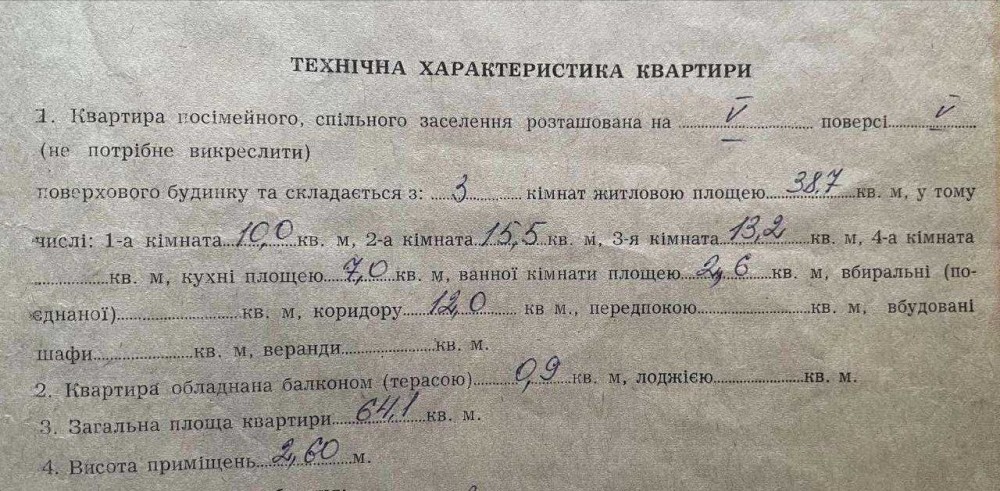 ТЕХНІЧНА ХАРАКТЕРИСТИКА КВАРТИРИ
1. Квартира посімейного, спільного заселення розташована на V поверсі V
(не потрібне викреслити)
поверхового будинку та складається з: 3 кімнат житловою площею 38,7 кв. м, у тому
числі: 1-а кімната 10,0 кв. м, 2-а кімната 15,5 кв. м, 3-я кімната 13,2 кв. м, 4-а кімната
кв. м, кухні площею 7,0 кв. м, ванної кімнати площею 2,6 кв. м, вбиральні (по-
єднаної) кв. м, коридору 12,0 кв м., передпокою кв. м, вбудовані
шафи кв. м, веранди кв. м.
2. Квартира обладнана балконом (терасою) 0,9 кв. м, лоджією кв. м.
3. Загальна площа квартири 64,1 кв. м.
4. Висота приміщень 2,60 м.